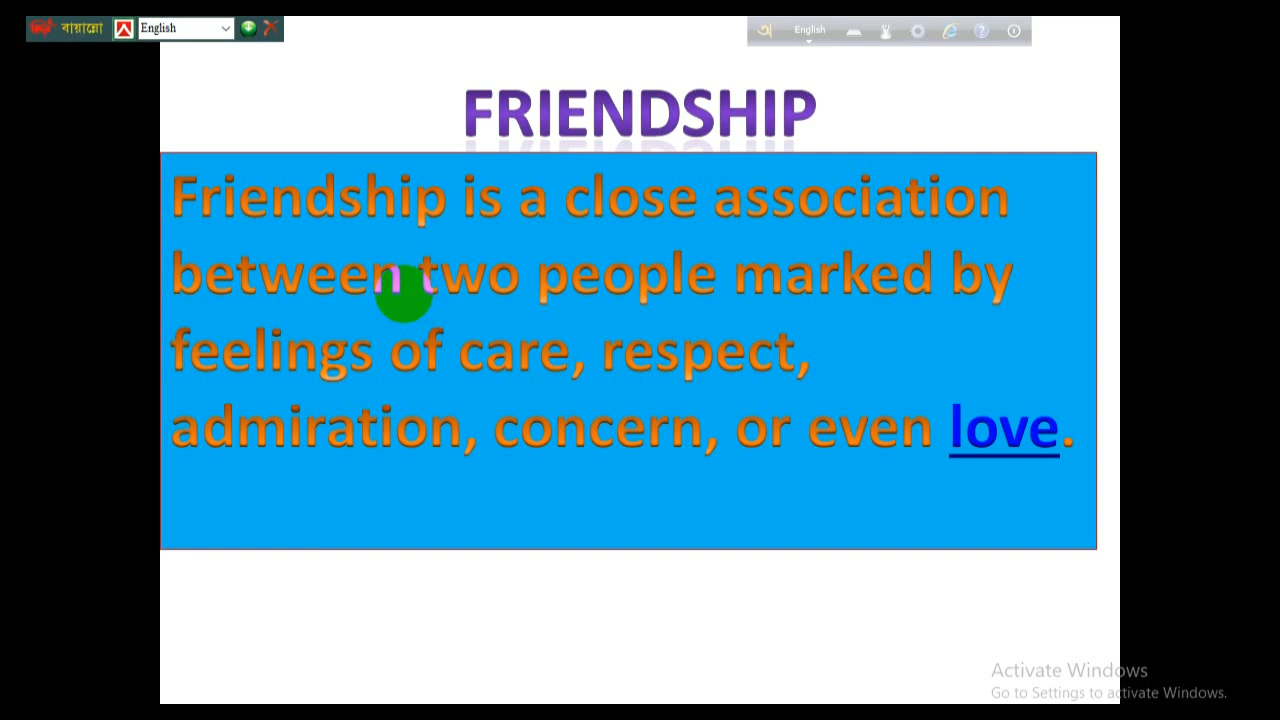 বায়ান্নো
English
অ
English
FRIENDSHIP
Friendship is a close association
between two people marked by
feelings of care, respect,
admiration, concern, or even love.
Activate Windows
Go to Settings to activate Windows.